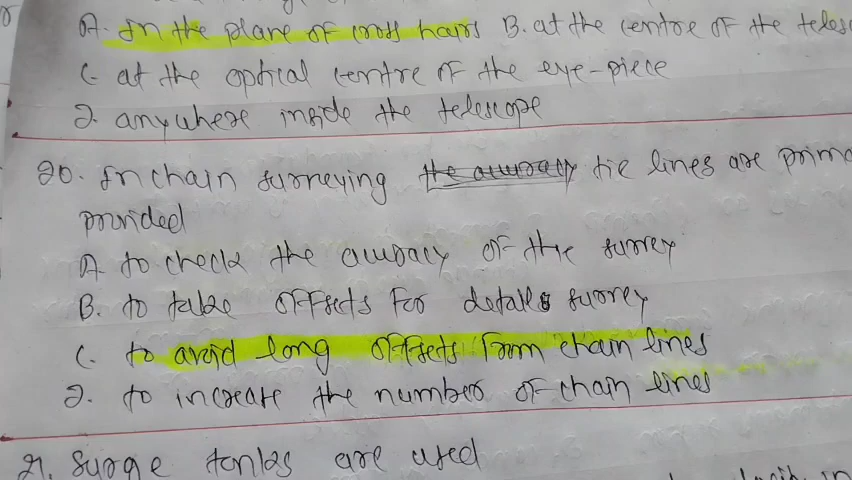 A. In the plane of cross hairs B. at the centre of the teles
C. at the optical centre of the eye-piece
D. anywhere inside the telescope
20. In chain surveying the accuracy tie lines are prima
provided
A. to check the accuracy of the survey
B. to take offsets for details survey
C. to avoid long offsets from chain lines
D. to increase the number of chain lines
21. Surge tanks are used